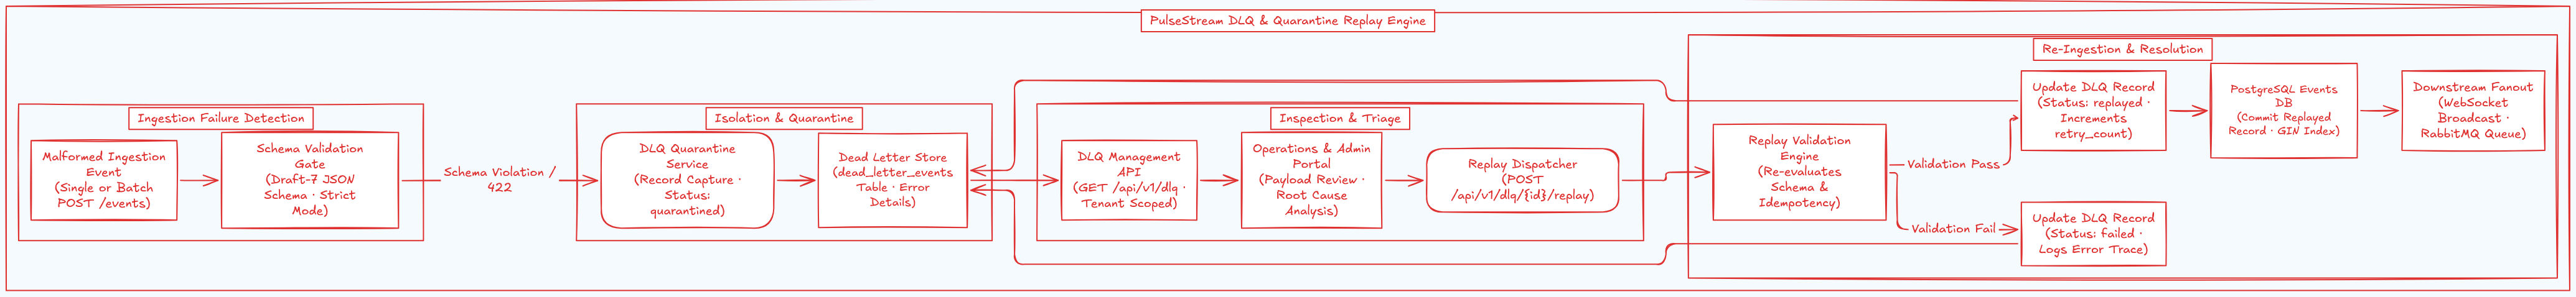 PulseStream DLQ & Quarantine Replay Engine
Ingestion Failure Detection
Malformed Ingestion
Event
(Single or Batch
POST /events)
Schema Validation
Gate
(Draft-7 JSON
Schema · Strict
Mode)
Schema Violation /
422
Isolation & Quarantine
DLQ Quarantine
Service
(Record Capture ·
Status:
quarantined)
Dead Letter Store
(dead_letter_events
Table · Error
Details)
Inspection & Triage
DLQ Management
API
(GET /api/v1/dlq ·
Tenant Scoped)
Operations & Admin
Portal
(Payload Review ·
Root Cause
Analysis)
Replay Dispatcher
(POST
/api/v1/dlq/{id}/replay)
Re-Ingestion & Resolution
Replay Validation
Engine
(Re-evaluates
Schema &
Idempotency)
Validation Pass
Validation Fail
Update DLQ Record
(Status: replayed ·
Increments
retry_count)
Update DLQ Record
(Status: failed ·
Logs Error Trace)
PostgreSQL Events
DB
(Commit Replayed
Record · GIN Index)
Downstream Fanout
(WebSocket
Broadcast ·
RabbitMQ Queue)